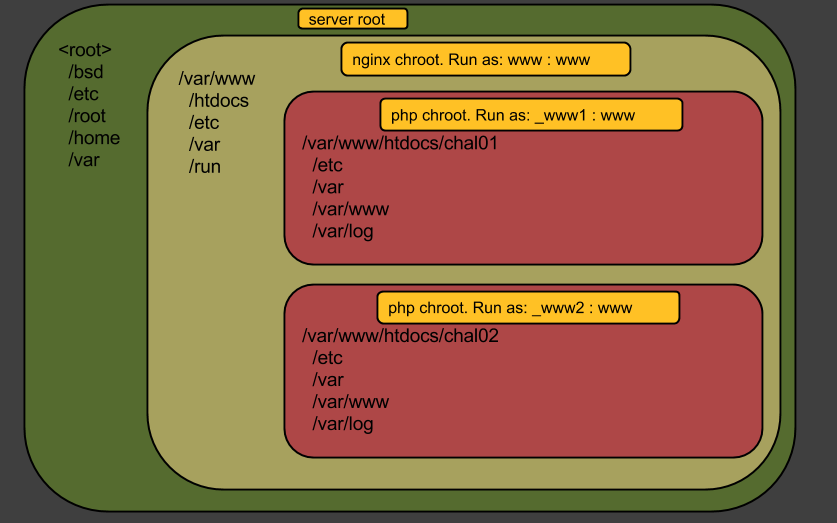 server root
<root>
/bsd
/etc
/root
/home
/var
nginx chroot. Run as: www : www
/var/www
/htdocs
/etc
/var
/run
php chroot. Run as: _www1 : www
/var/www/htdocs/chal01
/etc
/var
/var/www
/var/log
php chroot. Run as: _www2 : www
/var/www/htdocs/chal02
/etc
/var
/var/www
/var/log